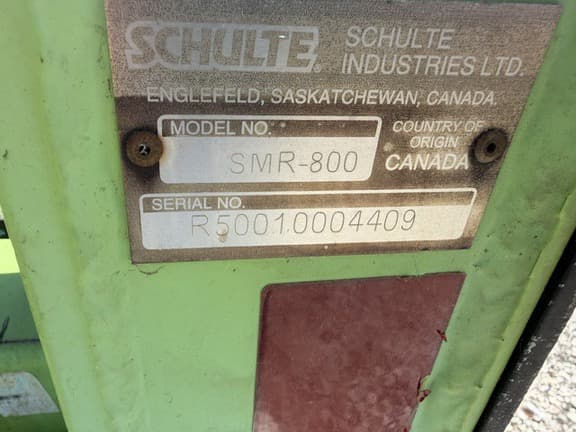 SCHULTE
SCHULTE
INDUSTRIES LTD.
ENGLEFELD, SASKATCHEWAN, CANADA.
MODEL NO.
SMR-800
COUNTRY OF
ORIGIN
CANADA
SERIAL NO.
R50010004409